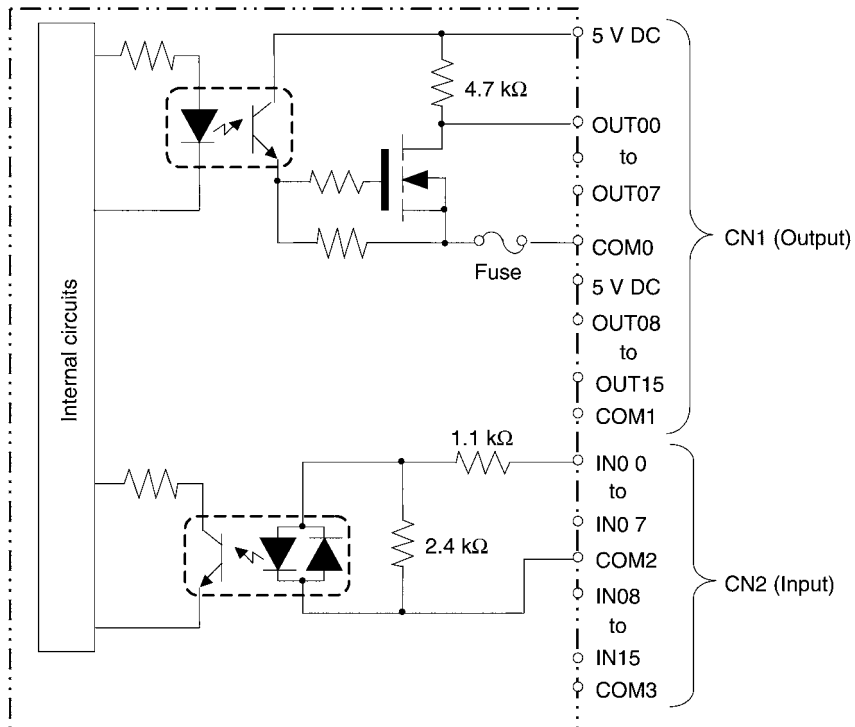 5 V DC
4.7 kΩ
OUT00
to
OUT07
COM0
Fuse
CN1 (Output)
5 V DC
OUT08
to
OUT15
COM1
Internal circuits
1.1 kΩ
IN0 0
to
IN0 7
2.4 kΩ
COM2
CN2 (Input)
IN08
to
IN15
COM3